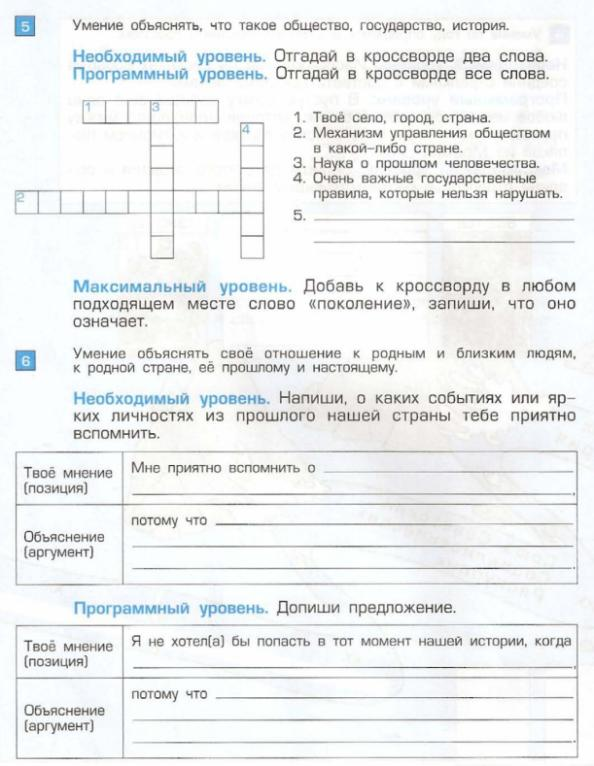 5
Умение объяснять, что такое общество, государство, история.
Необходимый уровень. Отгадай в кроссворде два слова.
Программный уровень. Отгадай в кроссворде все слова.
1
3
4
2
1. Твоё село, город, страна.
2. Механизм управления обществом
в какой-либо стране.
3. Наука о прошлом человечества.
4. Очень важные государственные
правила, которые нельзя нарушать.
5.
Максимальный уровень. Добавь к кроссворду в любом
подходящем месте слово «поколение», запиши, что оно
означает.
6
Умение объяснять своё отношение к родным и близким людям,
к родной стране, её прошлому и настоящему.
Необходимый уровень. Напиши, о каких событиях или яр-
ких личностях из прошлого нашей страны тебе приятно
вспомнить.
Твоё мнение
(позиция)
Мне приятно вспомнить о
,
Объяснение
(аргумент)
потому что
.
Программный уровень. Допиши предложение.
Твоё мнение
(позиция)
Я не хотел(а) бы попасть в тот момент нашей истории, когда
,
Объяснение
(аргумент)
потому что
.